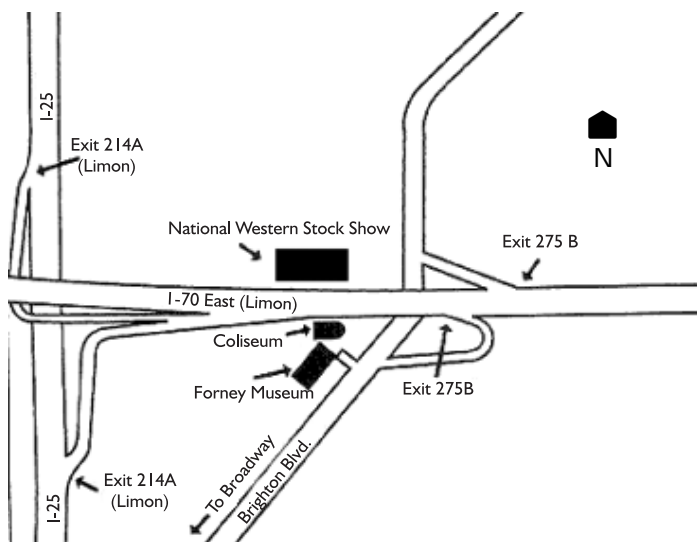 I-25
Exit 214A
(Limon)
N
National Western Stock Show
Exit 275 B
1-70 East (Limon)
Coliseum
Forney Museum
Exit 275B
To Broadway
Brighton Blvd.
Exit 214A
(Limon)
I-25